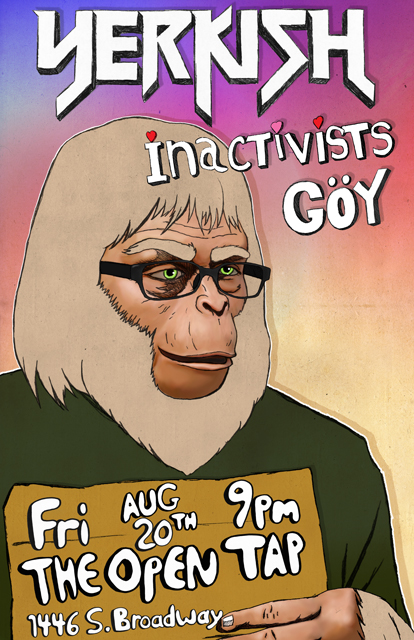 YERKISH
inactivists
GÖY
Fri AUG 20TH 9pm
THE OPEN TAP
1446 S. Broadway